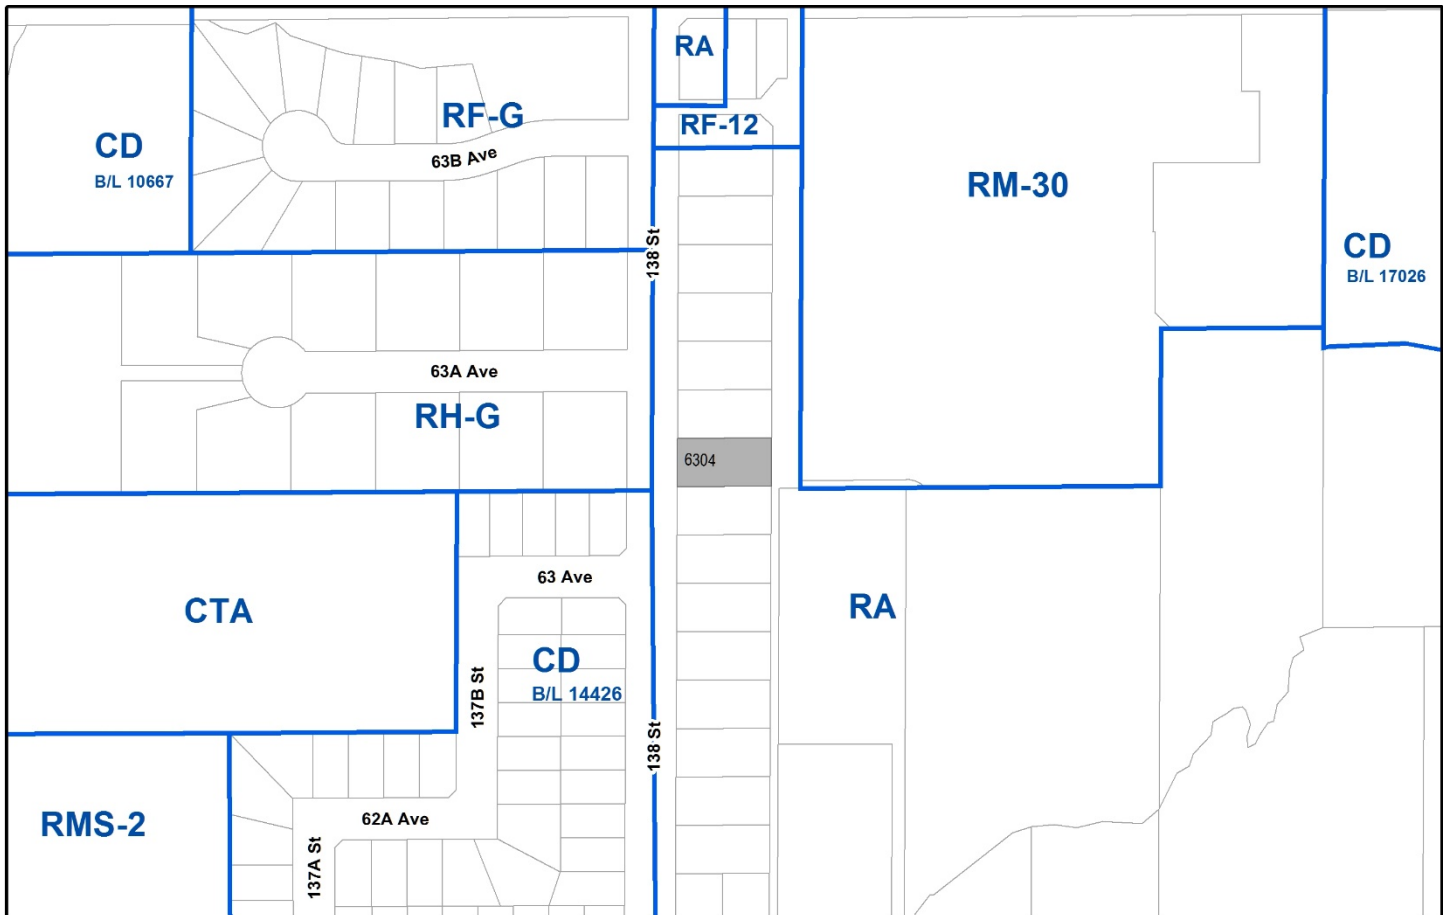 RA
RF-G
RF-12
CD
B/L 10667
63B Ave
RM-30
138 St
CD
B/L 17026
63A Ave
RH-G
6304
63 Ave
CTA
RA
CD
B/L 14426
137B St
138 St
RMS-2
62A Ave
137A St